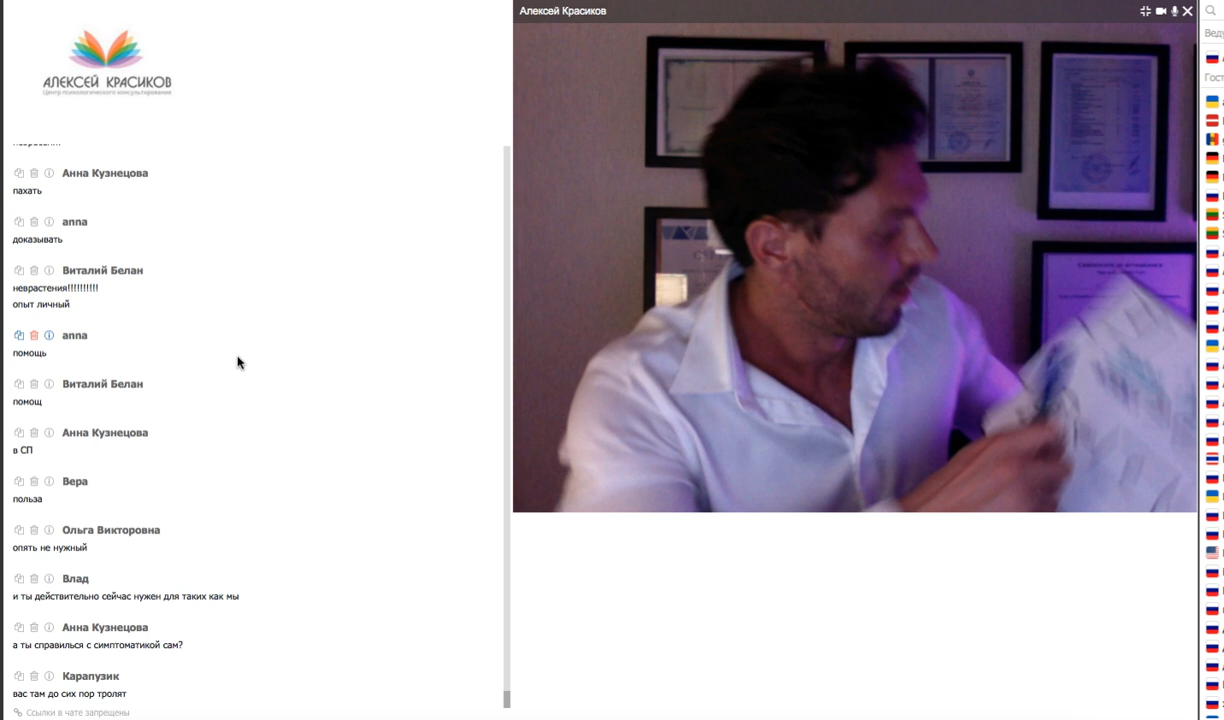 АЛЕКСЕЙ КРАСИКОВ
Центр психологического консультирования
Анна Кузнецова
пахать
anna
доказывать
Виталий Белан
неврастения!!!!!!!!!!
опыт личный
anna
помощь
Виталий Белан
помощ
Анна Кузнецова
в СП
Вера
польза
Ольга Викторовна
опять не нужный
Влад
и ты действительно сейчас нужен для таких как мы
Анна Кузнецова
а ты справился с симптоматикой сам?
Карапузик
вас там до сих пор тролят
Ссылки в чате запрещены
Алексей Красиков